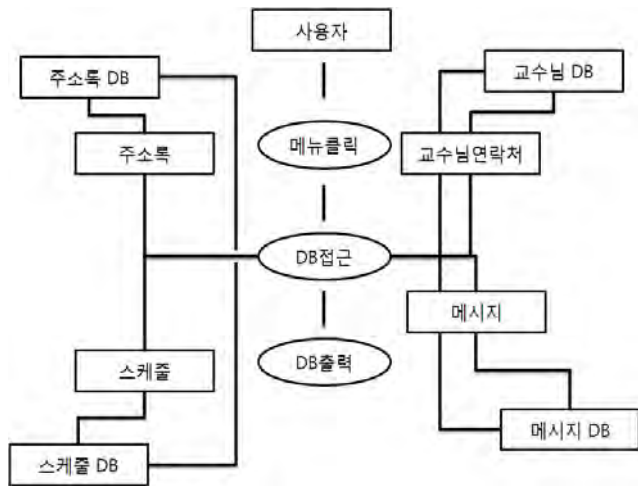 사용자
주소록 DB
교수님 DB
주소록
메뉴클릭
교수님연락처
DB접근
메시지
스케줄
DB출력
메시지 DB
스케줄 DB